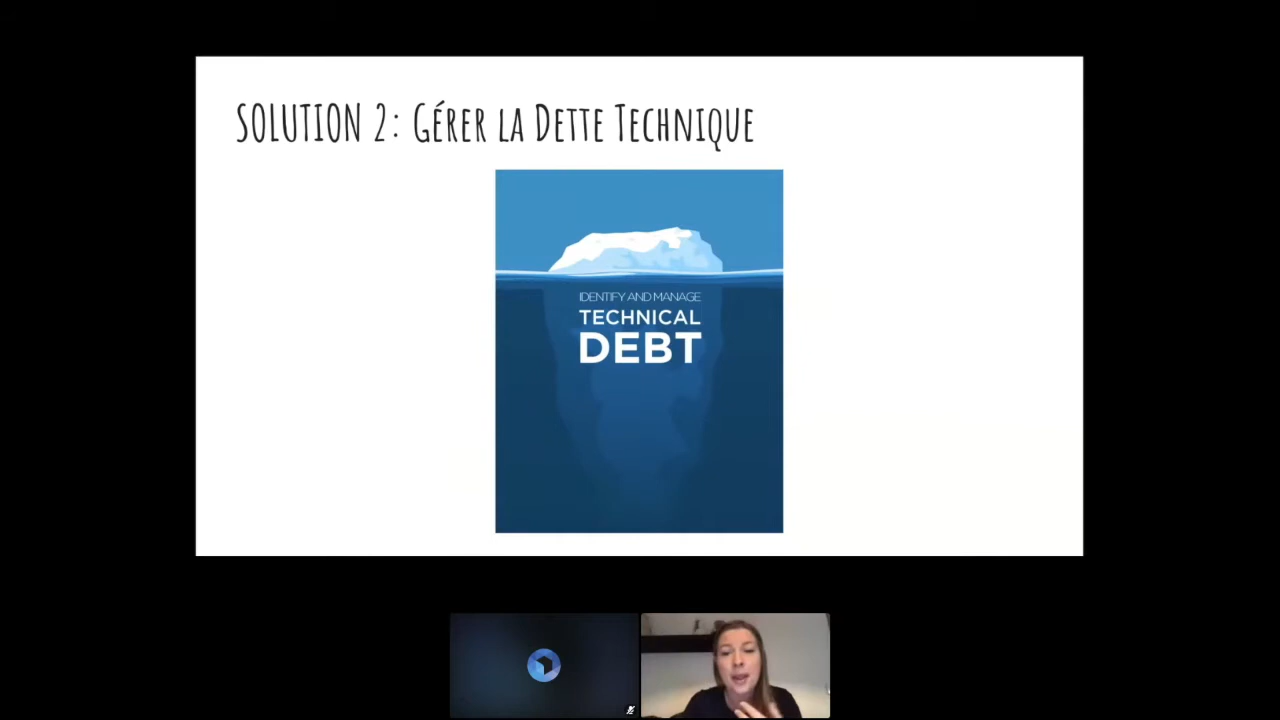 SOLUTION 2: Gérer la Dette Technique
IDENTIFY AND MANAGE
TECHNICAL
DEBT